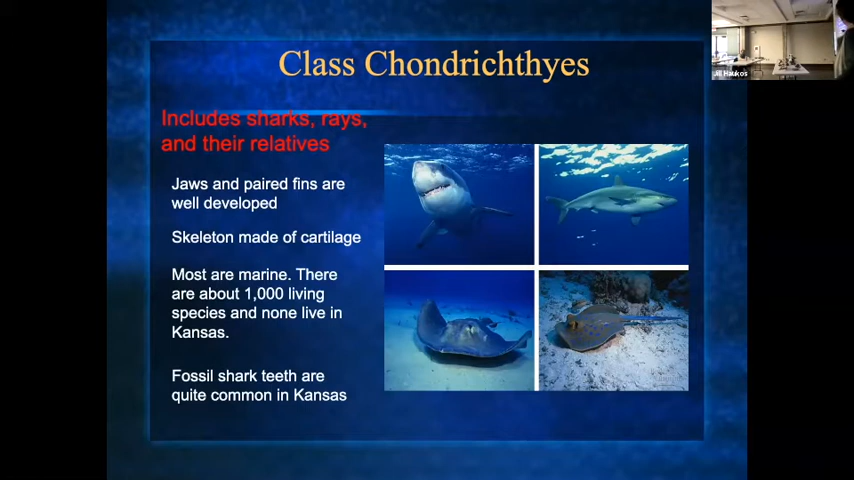 Class Chondrichthyes
Jill Haukos
Includes sharks, rays,
and their relatives
Jaws and paired fins are
well developed
Skeleton made of cartilage
Most are marine. There
are about 1,000 living
species and none live in
Kansas.
Fossil shark teeth are
quite common in Kansas